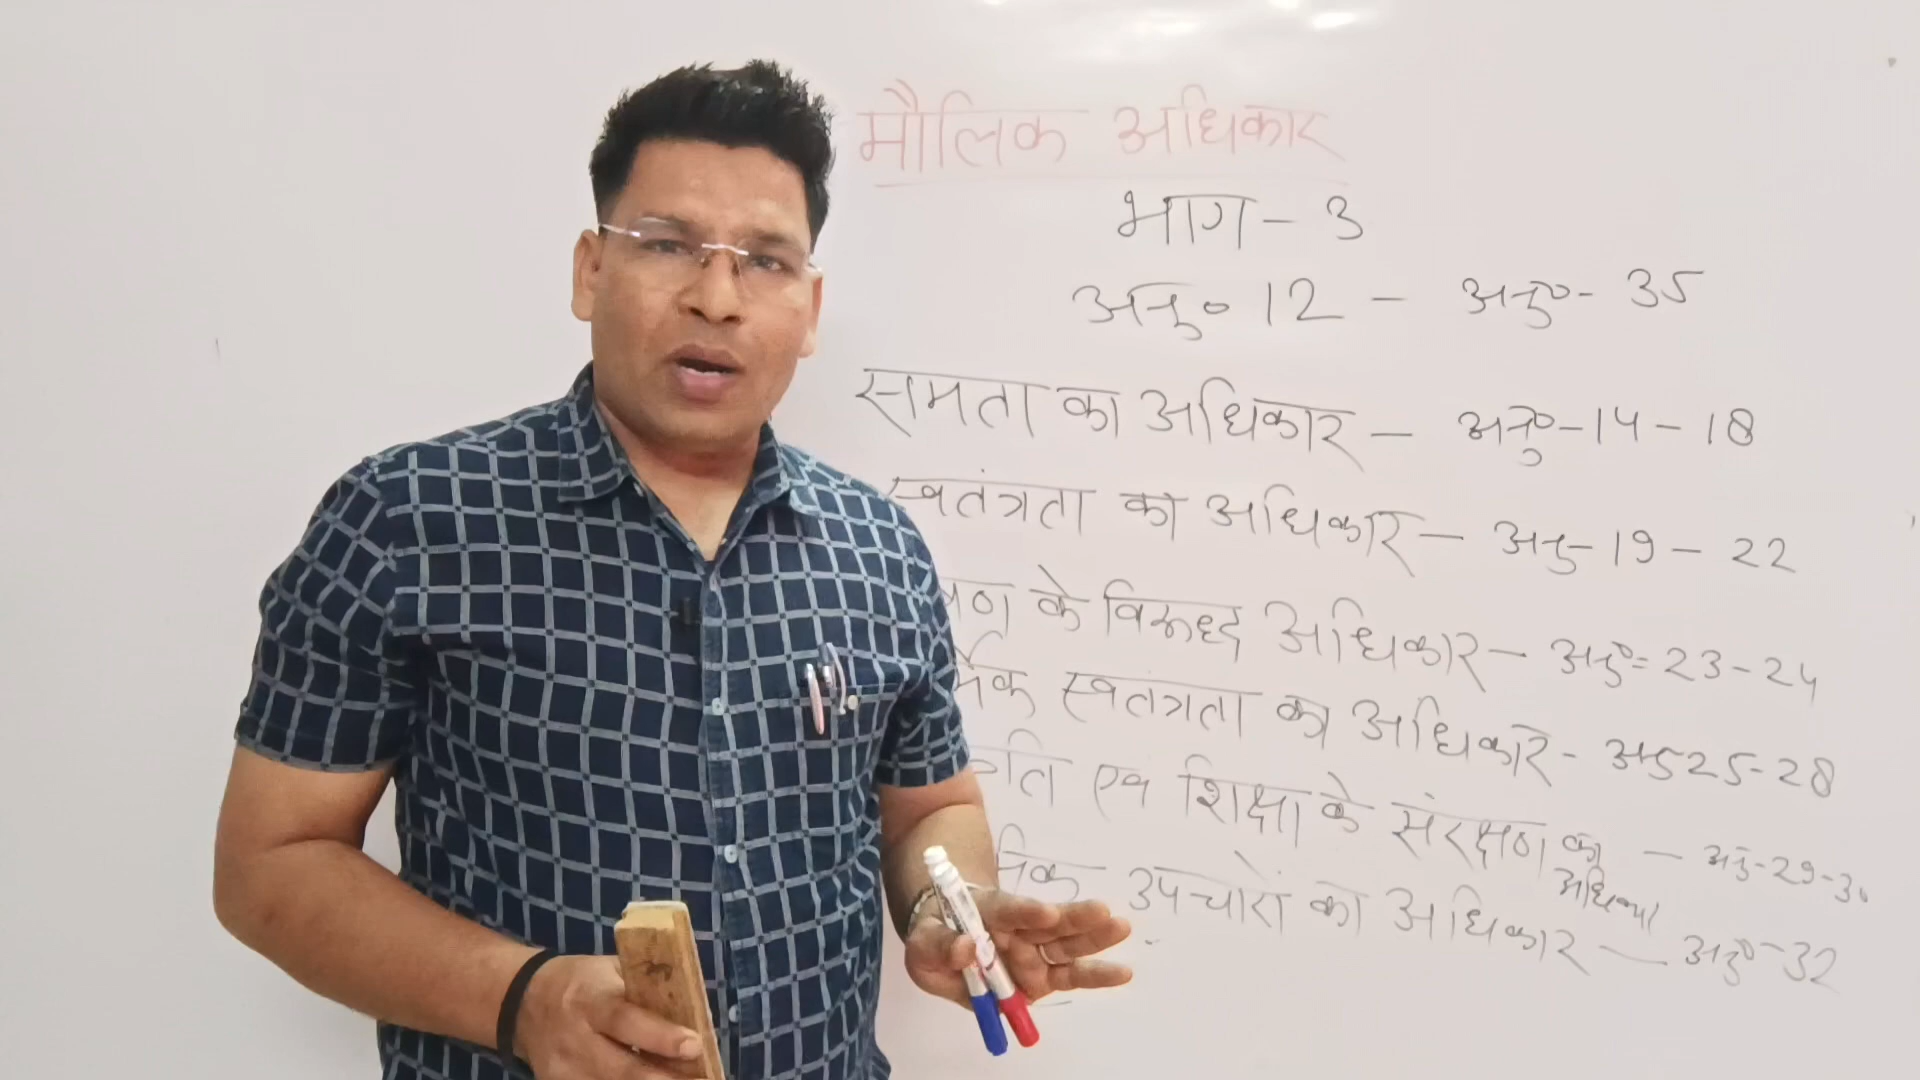 मौलिक अधिकार
भाग - 3
अनु० 12 - अनु०- 35
समता का अधिकार - अनु०-14-18
स्वतंत्रता का अधिकार - अनु-19-22
के विरूध्द अधिकार - अनु०-23-24
स्वतंत्रता का अधिकार - अनु25-28
एवं शिक्षा के संरक्षण का अधिकार - अनु-29-30
उपचारों का अधिकार - अनु०-32